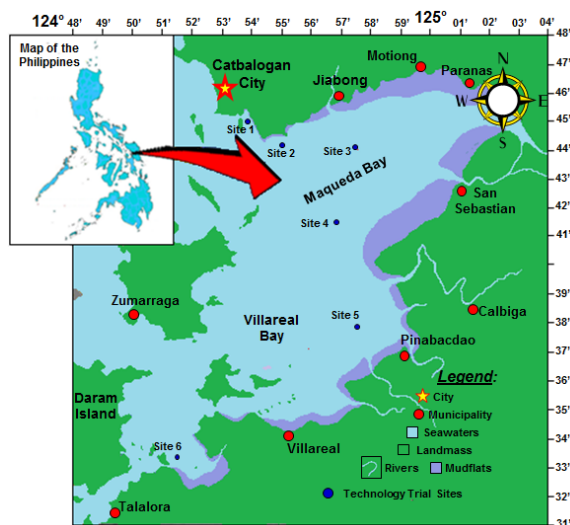 124° 49' 50' 51' 52' 53' 54' 55' 56' 57' 58' 59' 125° 01' 02' 03' 04'
Map of the
Philippines
Catbalogan
City
Motiong
Jiabong
Paranas
N
W E
S
Site 1
Site 2
Site 3
Maqueda Bay
San
Sebastian
Site 4
Zumarraga
Villareal
Bay
Site 5
Calbiga
Pinabacdao
Daram
Island
Legend:
City
Municipality
Seawaters
Landmass
Rivers
Mudflats
Technology Trial Sites
Villareal
Site 6
Talalora
48'
47'
46'
45'
44'
43'
42'
41'
40'
39'
38'
37'
36'
35'
34'
33'
32'
31'